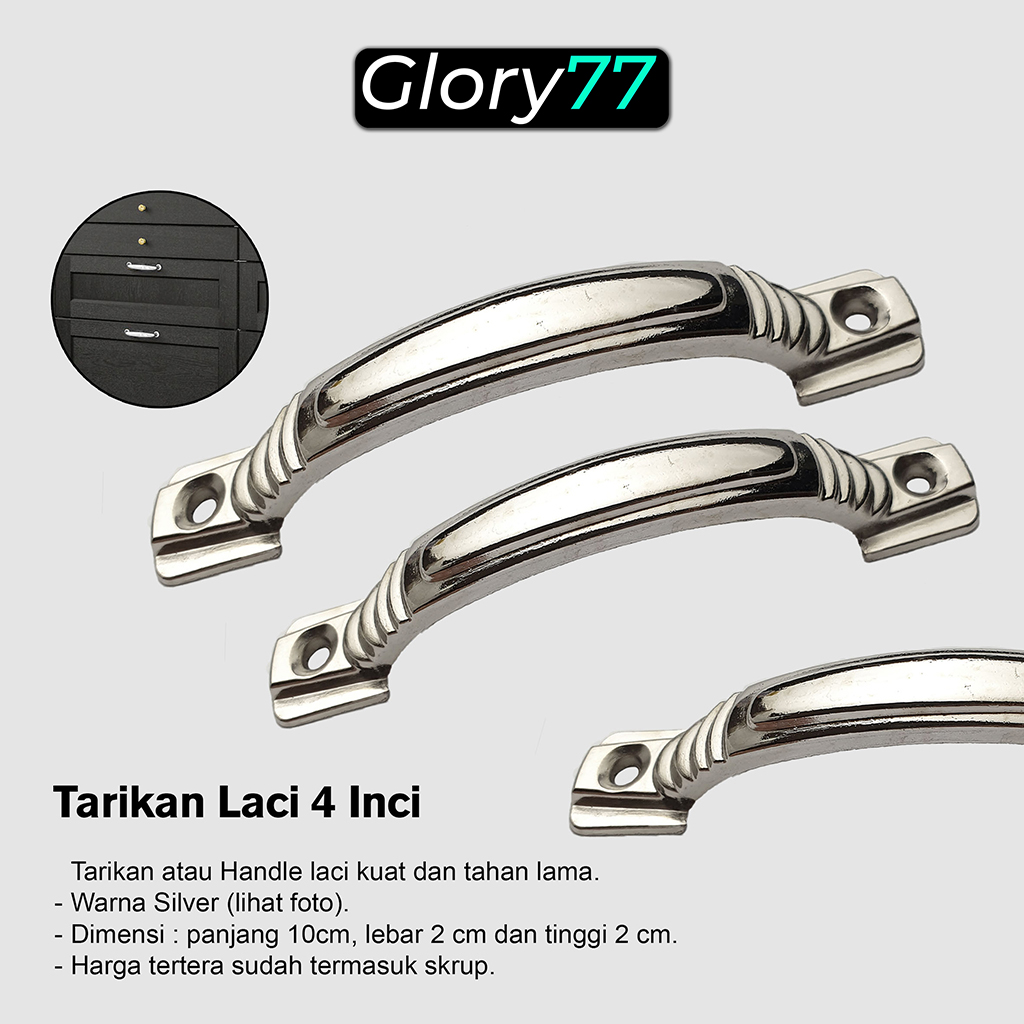 Glory77
Tarikan Laci 4 Inci
Tarikan atau Handle laci kuat dan tahan lama.
- Warna Silver (lihat foto).
- Dimensi : panjang 10cm, lebar 2 cm dan tinggi 2 cm.
- Harga tertera sudah termasuk skrup.